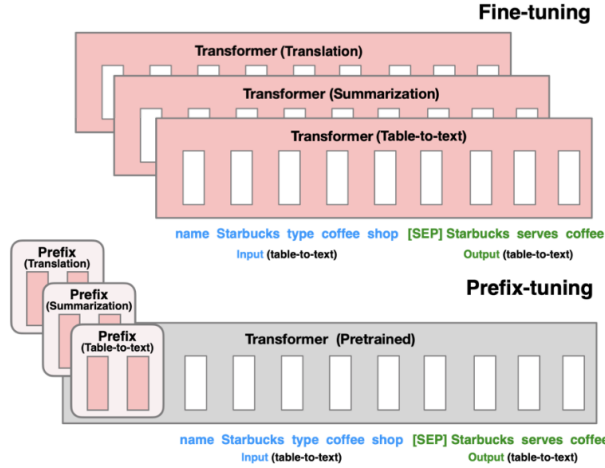 Fine-tuning
Transformer (Translation)
Transformer (Summarization)
Transformer (Table-to-text)
name Starbucks type coffee shop [SEP] Starbucks serves coffee
Input (table-to-text) Output (table-to-text)
Prefix-tuning
Prefix
(Translation)
Prefix
(Summarization)
Prefix
(Table-to-text)
Transformer (Pretrained)
name Starbucks type coffee shop [SEP] Starbucks serves coffee
Input (table-to-text) Output (table-to-text)